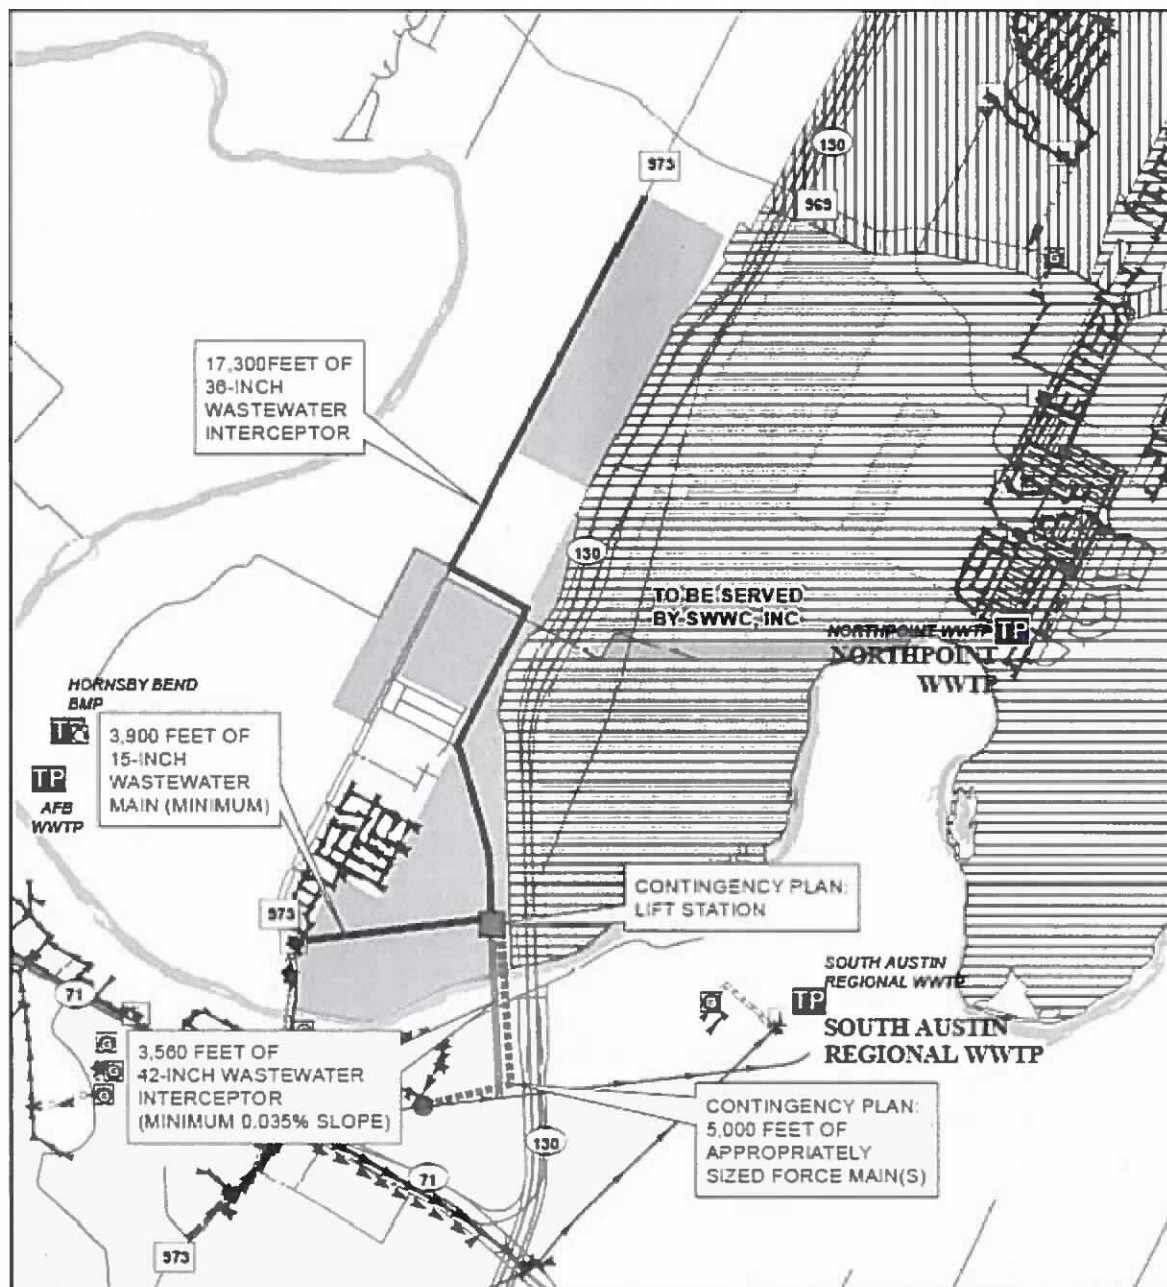 973
130
969
G
17,300FEET OF
36-INCH
WASTEWATER
INTERCEPTOR
130
TO BE SERVED
BY SWWC, INC.
NORTHPOINT WWTP
TP
NORTHPOINT
WWTP
HORNSBY BEND
BMP
TP
AFB
WWTP
3,900 FEET OF
15-INCH
WASTEWATER
MAIN (MINIMUM)
CONTINGENCY PLAN:
LIFT STATION
973
71
SOUTH AUSTIN
REGIONAL WWTP
G
TP
SOUTH AUSTIN
REGIONAL WWTP
G
G
G
G
3,560 FEET OF
42-INCH WASTEWATER
INTERCEPTOR
(MINIMUM 0.035% SLOPE)
CONTINGENCY PLAN:
5,000 FEET OF
APPROPRIATELY
SIZED FORCE MAIN(S)
130
71
973